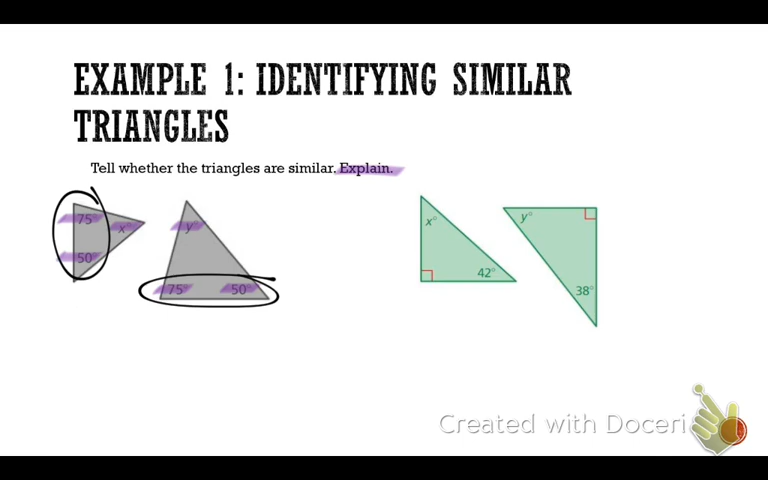 EXAMPLE 1: IDENTIFYING SIMILAR
TRIANGLES
Tell whether the triangles are similar. Explain.
75°
x°
50°
y°
75°
50°
x°
42°
y°
38°
Created with Doceri